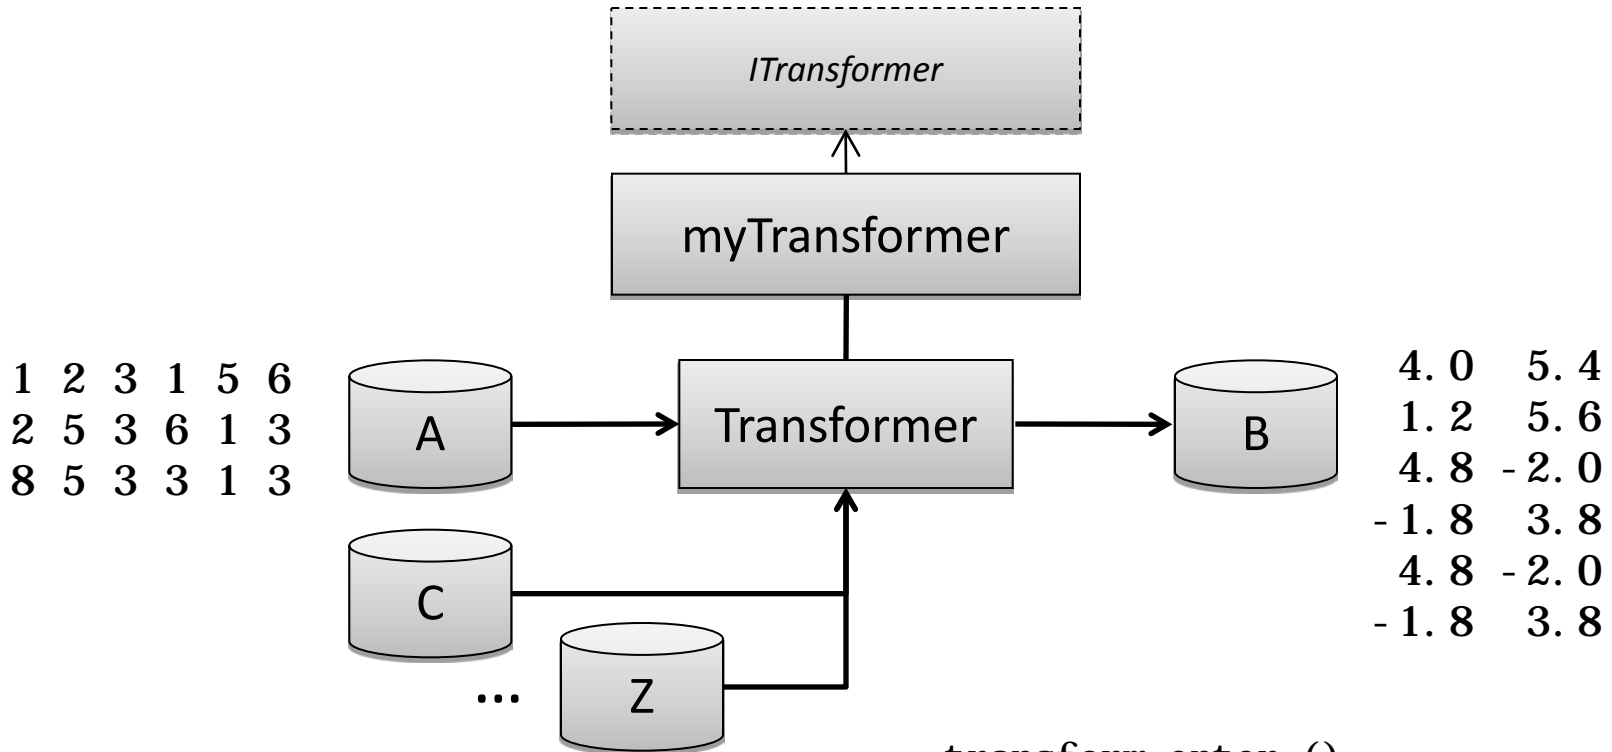 ITransformer
myTransformer
1 2 3 1 5 6
2 5 3 6 1 3
8 5 3 3 1 3
A
Transformer
B
4.0 5.4
1.2 5.6
4.8 -2.0
-1.8 3.8
4.8 -2.0
-1.8 3.8
C
... Z
transform_enter ()